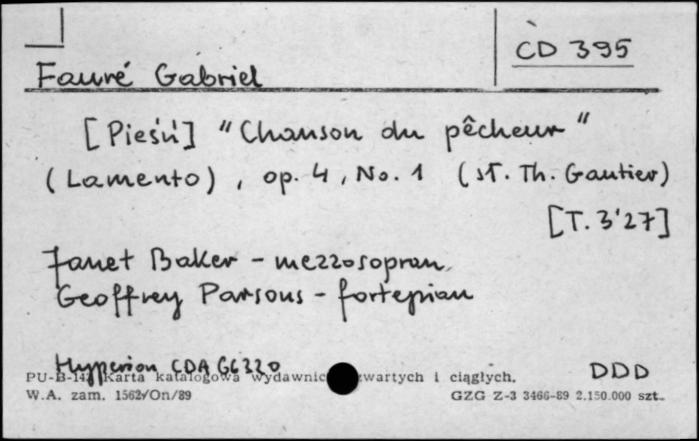 CD 395
Fauré Gabriel
[Pieśń] "Chanson du pêcheur"
(Lamento), op. 4, No. 1 (sł. Th. Gautier)
[T. 3'27]
Janet Baker - mezzosopran,
Geoffrey Parsons - fortepian
Hyperion CDA 66320
DDD
PU-B-142 Karta katalogowa wydawnic zwartych i ciągłych.
W.A. zam. 1562/On/89 GZG Z-3 3466-89 2.150.000 szt.